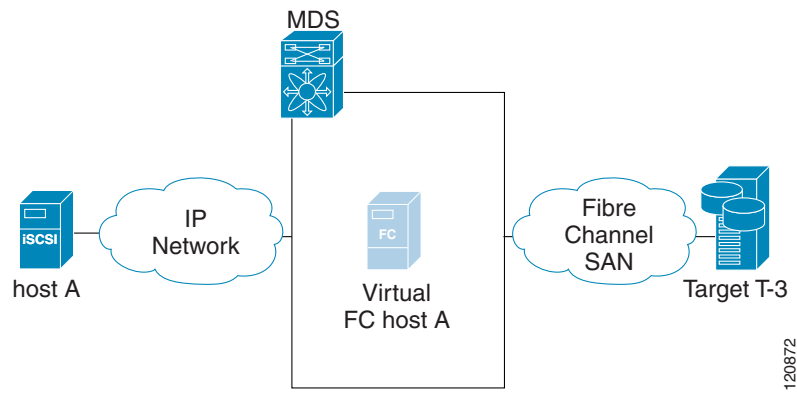 MDS
iSCSI
host A
IP
Network
FC
Virtual
FC host A
Fibre
Channel
SAN
Target T-3
120872